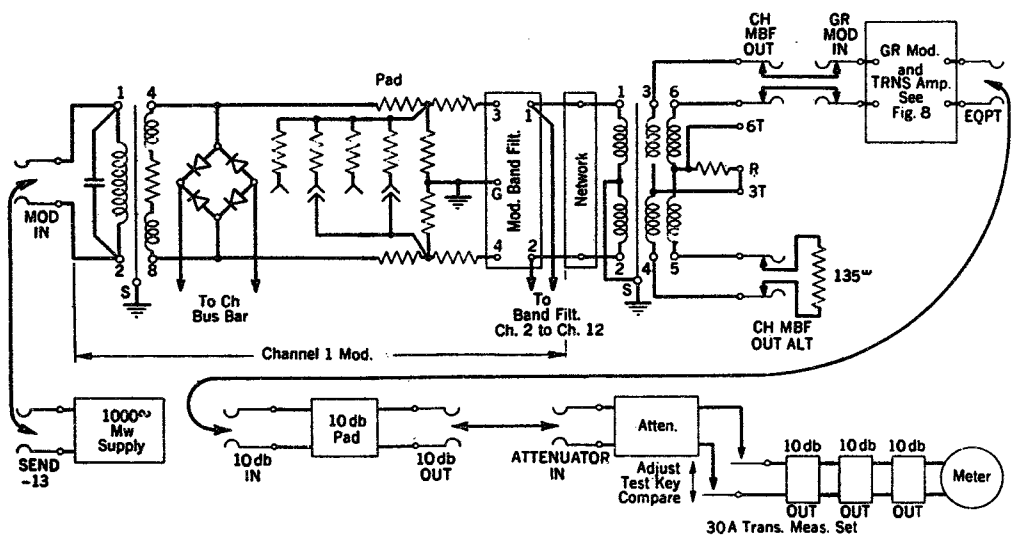 CH
MBF
OUT
GR
MOD
IN
GR Mod.
and
TRNS Amp.
See
Fig. 8
EQPT
Pad
1
4
3
1
1
3
6
6T
R
3T
G
Mod. Band Filt.
Network
MOD
IN
2
8
4
2
2
4
5
S
S
135ω
To Ch
Bus Bar
To
Band Filt.
Ch. 2 to Ch. 12
CH MBF
OUT ALT
Channel 1 Mod.
1000~
Mw
Supply
SEND
-13
10 db
IN
10 db
Pad
10 db
OUT
ATTENUATOR
IN
Atten.
Adjust
Test Key
Compare
10 db
10 db
10 db
OUT
OUT
OUT
Meter
30A Trans. Meas. Set